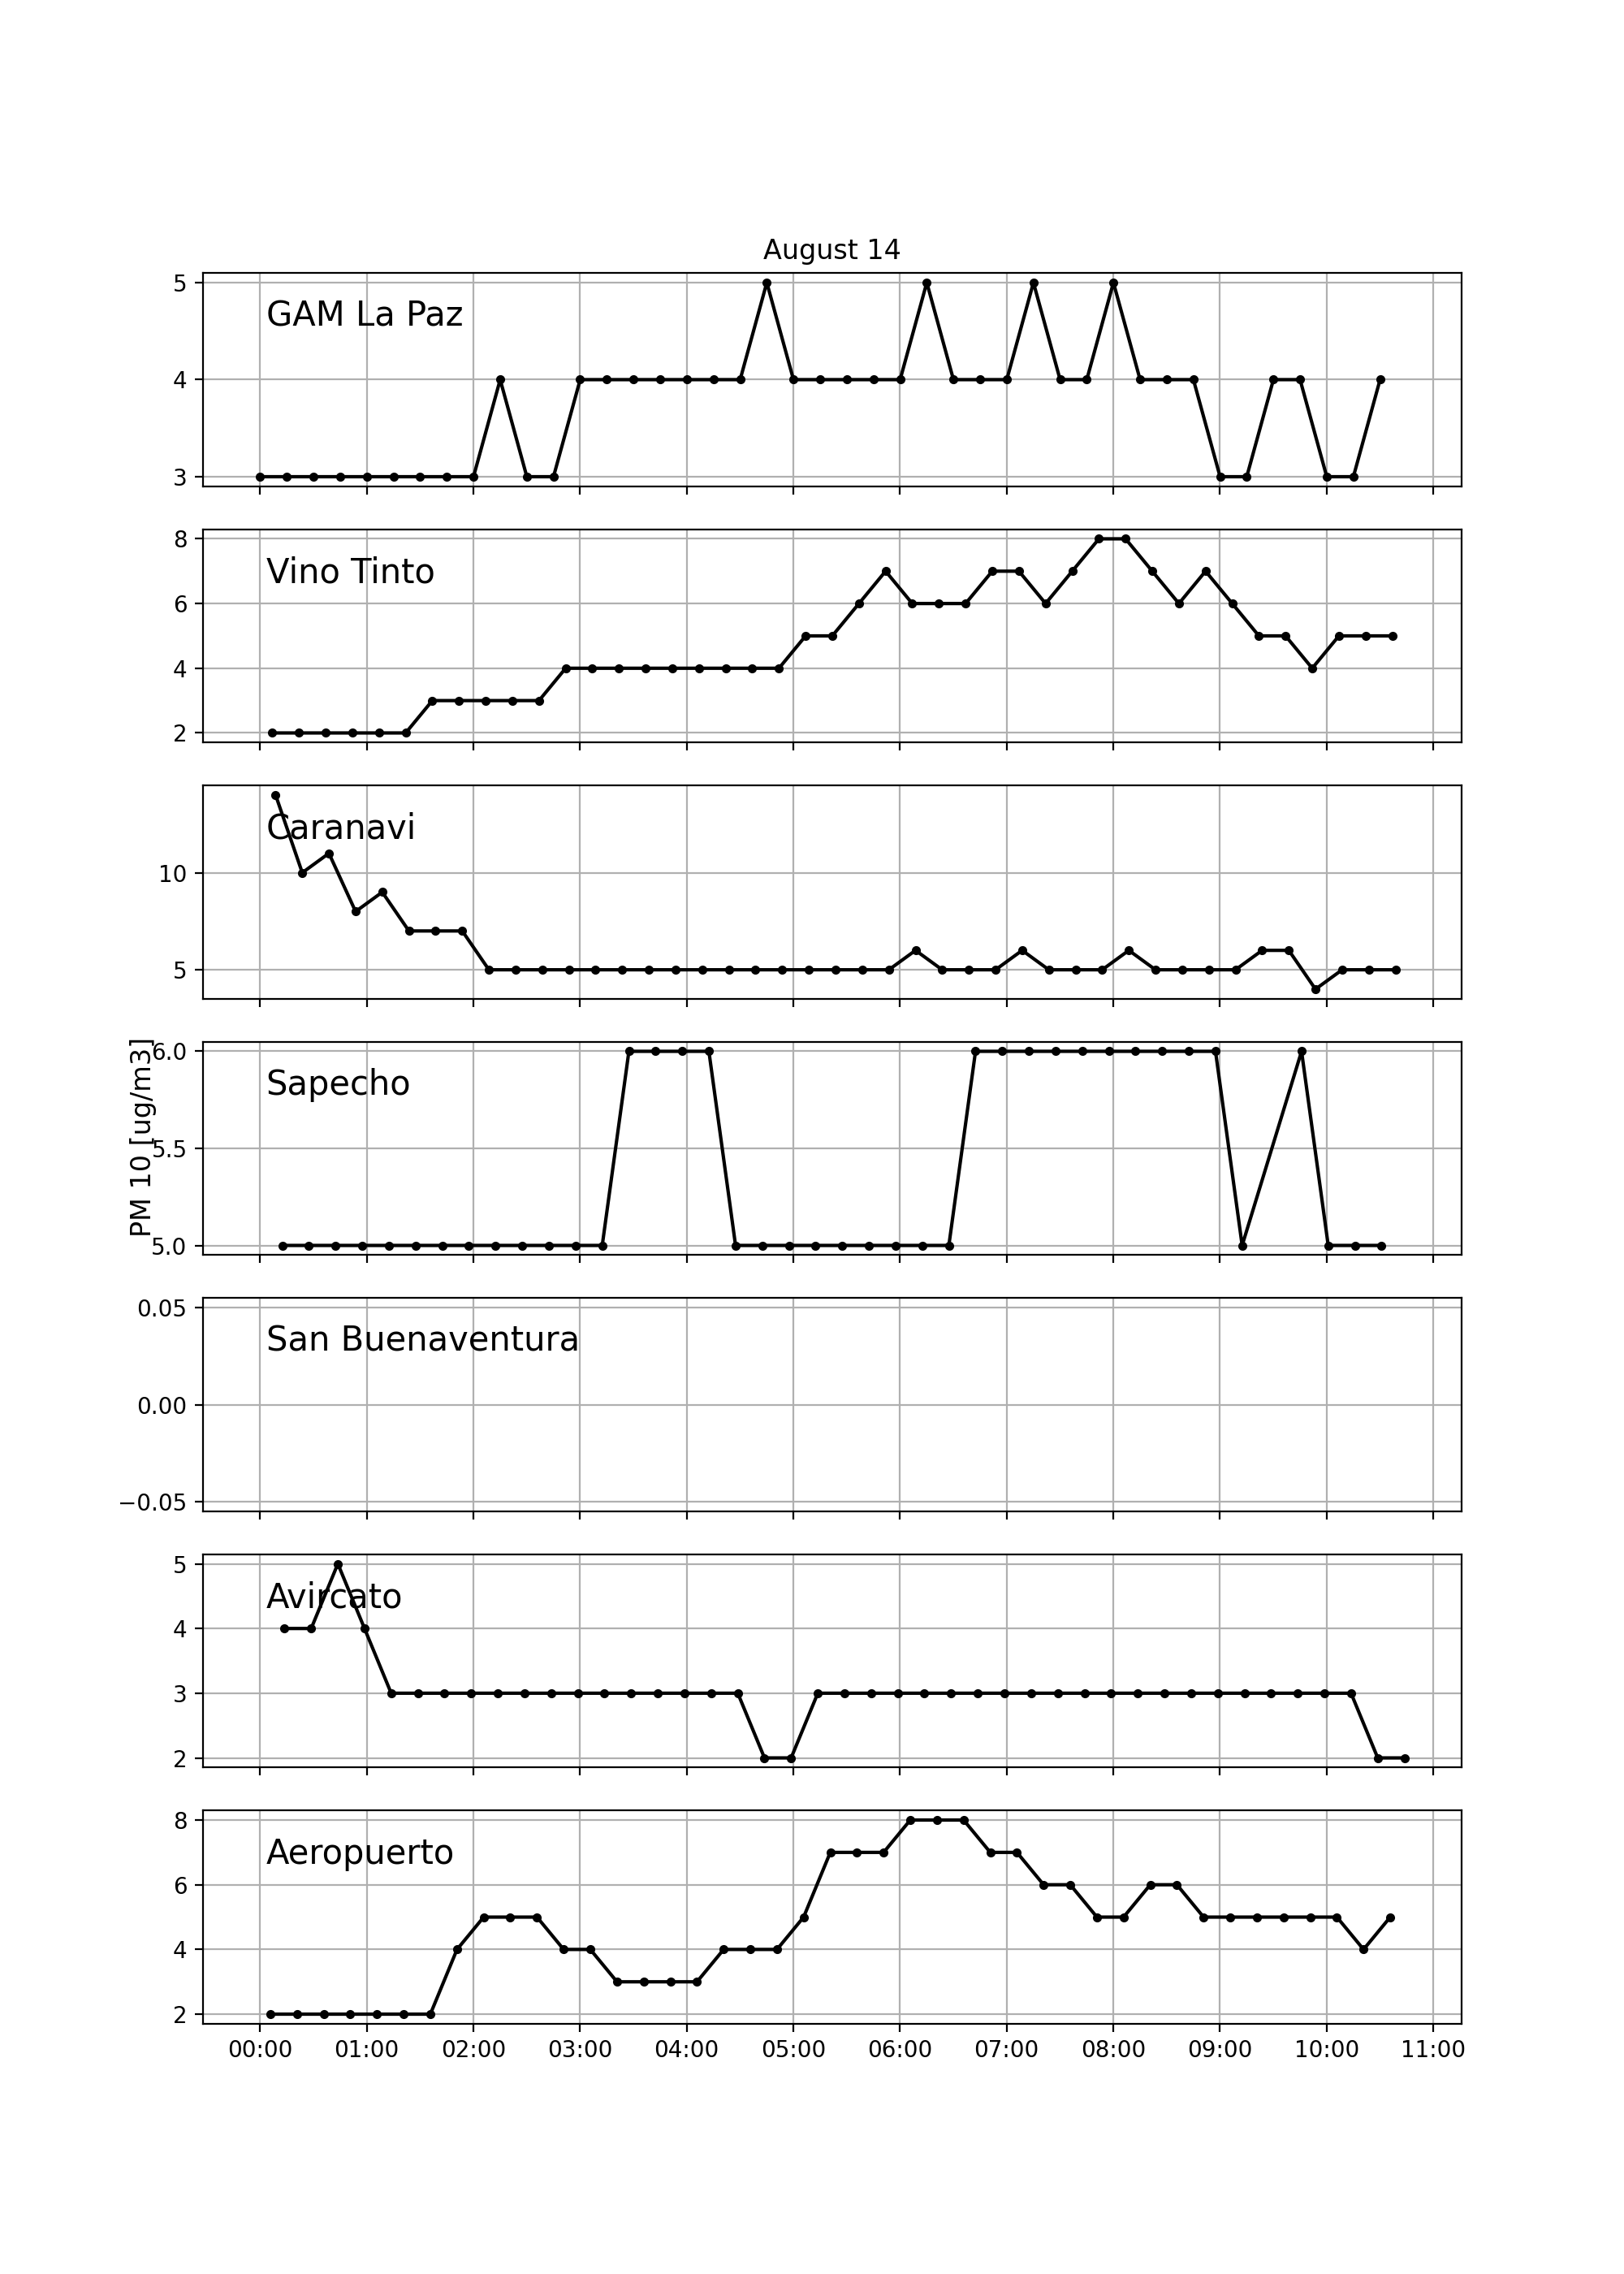 August 14
5
GAM La Paz
4
3
8
Vino Tinto
6
4
2
Caranavi
10
5
PM 10 [ug/m3]
6.0
Sapecho
5.5
5.0
0.05
San Buenaventura
0.00
−0.05
5
Avircato
4
3
2
8
Aeropuerto
6
4
2
00:00 01:00 02:00 03:00 04:00 05:00 06:00 07:00 08:00 09:00 10:00 11:00